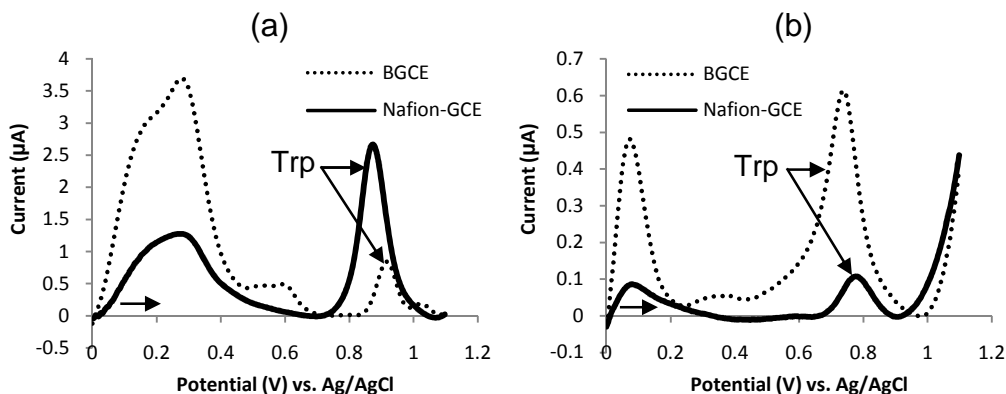 (a)
4
3.5
3
2.5
2
1.5
1
0.5
0
-0.5
Current (µA)
BGCE
Nafion-GCE
Trp
0 0.2 0.4 0.6 0.8 1 1.2
Potential (V) vs. Ag/AgCl
(b)
0.7
0.6
0.5
0.4
0.3
0.2
0.1
0
-0.1
Current (µA)
BGCE
Nafion-GCE
Trp
0 0.2 0.4 0.6 0.8 1 1.2
Potential (V) vs. Ag/AgCl